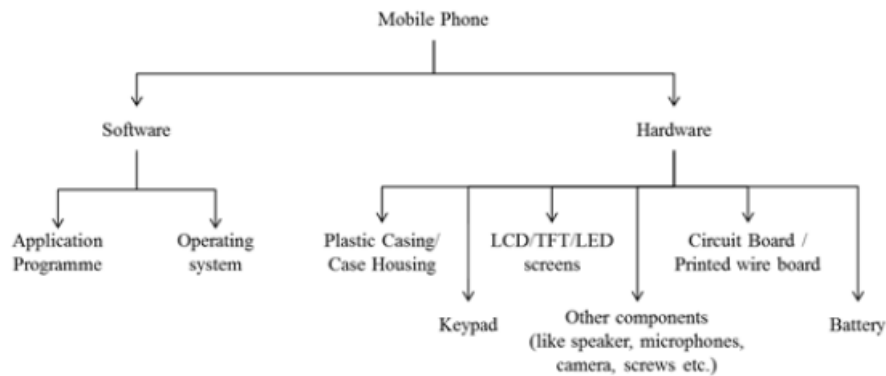 Mobile Phone
Software
Hardware
Application
Programme
Operating
system
Plastic Casing/
Case Housing
LCD/TFT/LED
screens
Circuit Board /
Printed wire board
Keypad
Other components
(like speaker, microphones,
camera, screws etc.)
Battery